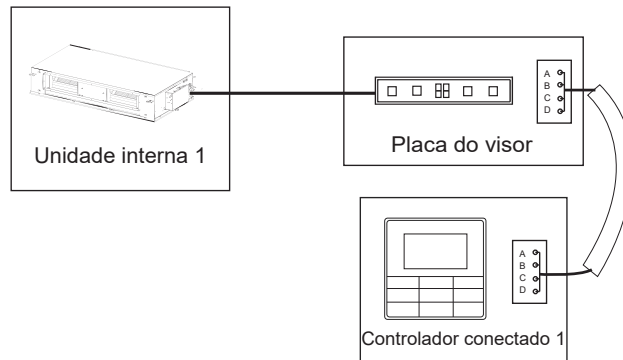 Unidade interna 1
A
B
C
D
Placa do visor
A
B
C
D
Controlador conectado 1